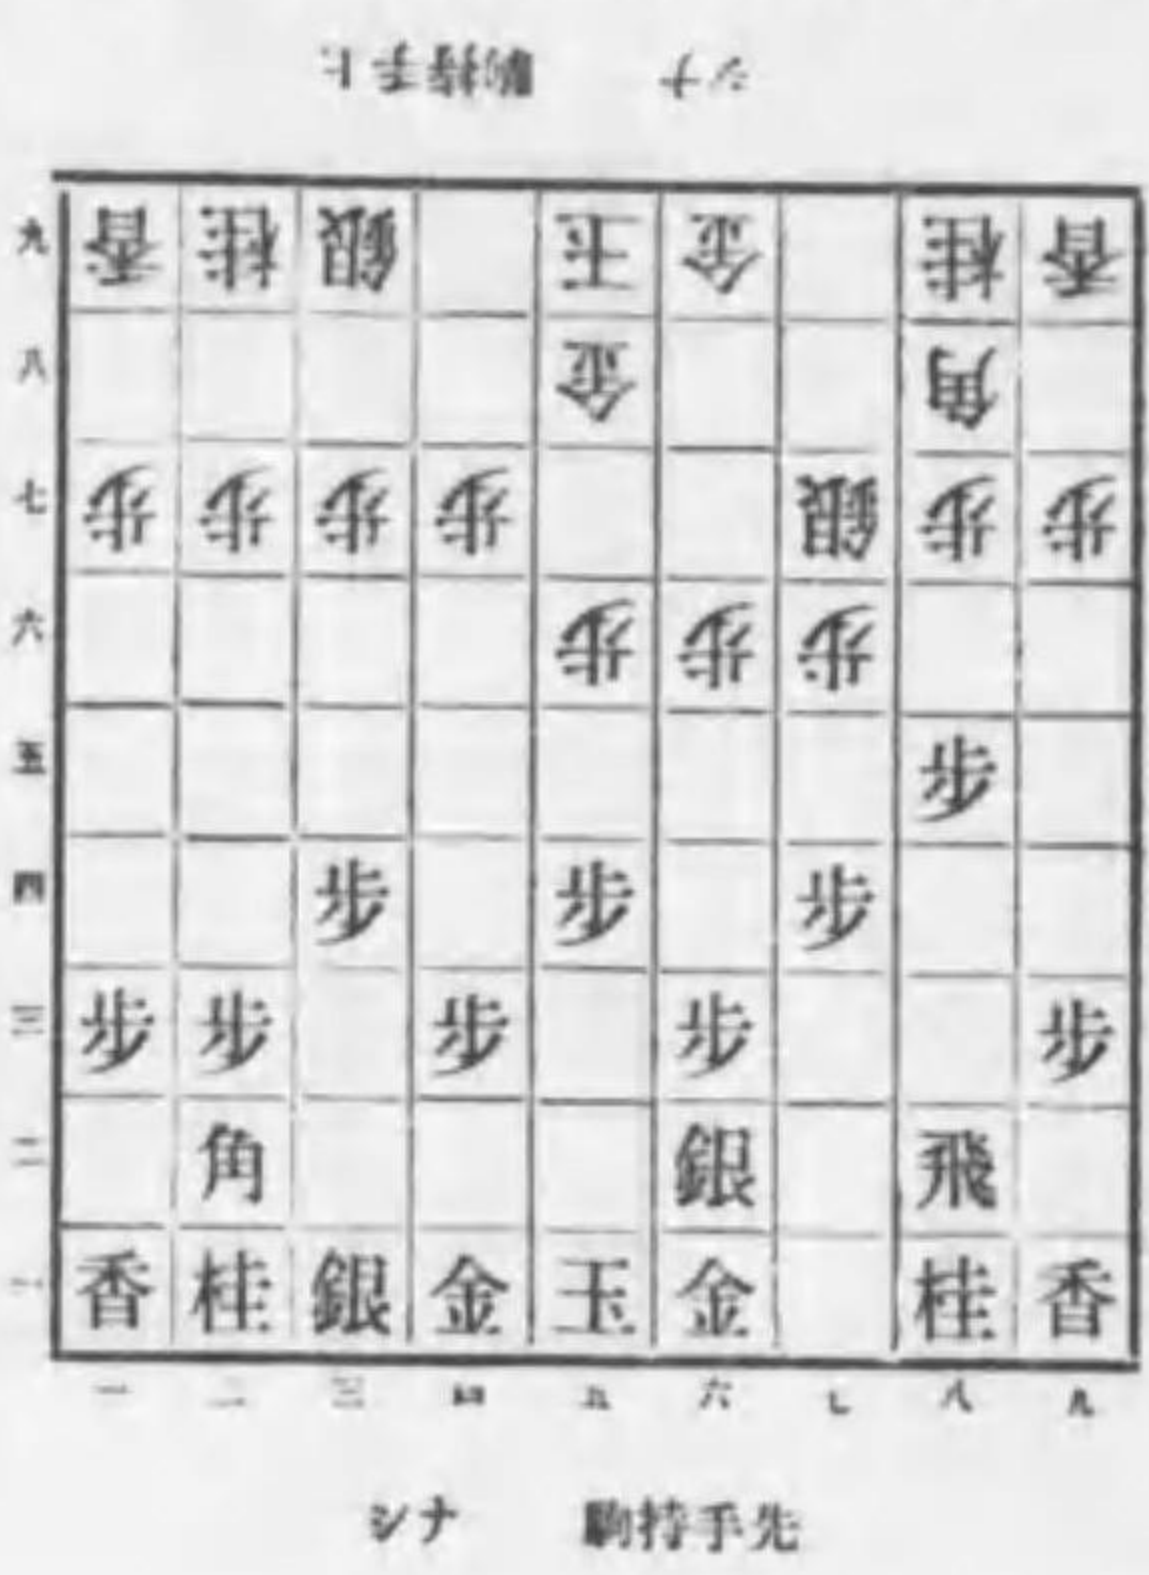 上手持駒 ナシ
九 香 桂 銀 玉 金 桂 香
八 金 角
七 歩 歩 歩 歩 銀 歩 歩
六 歩 歩 歩
五 歩
四 歩 歩 歩
三 歩 歩 歩 歩 歩
二 角 銀 飛
一 香 桂 銀 金 玉 金 桂 香
一 二 三 四 五 六 七 八 九
先手持駒 ナシ